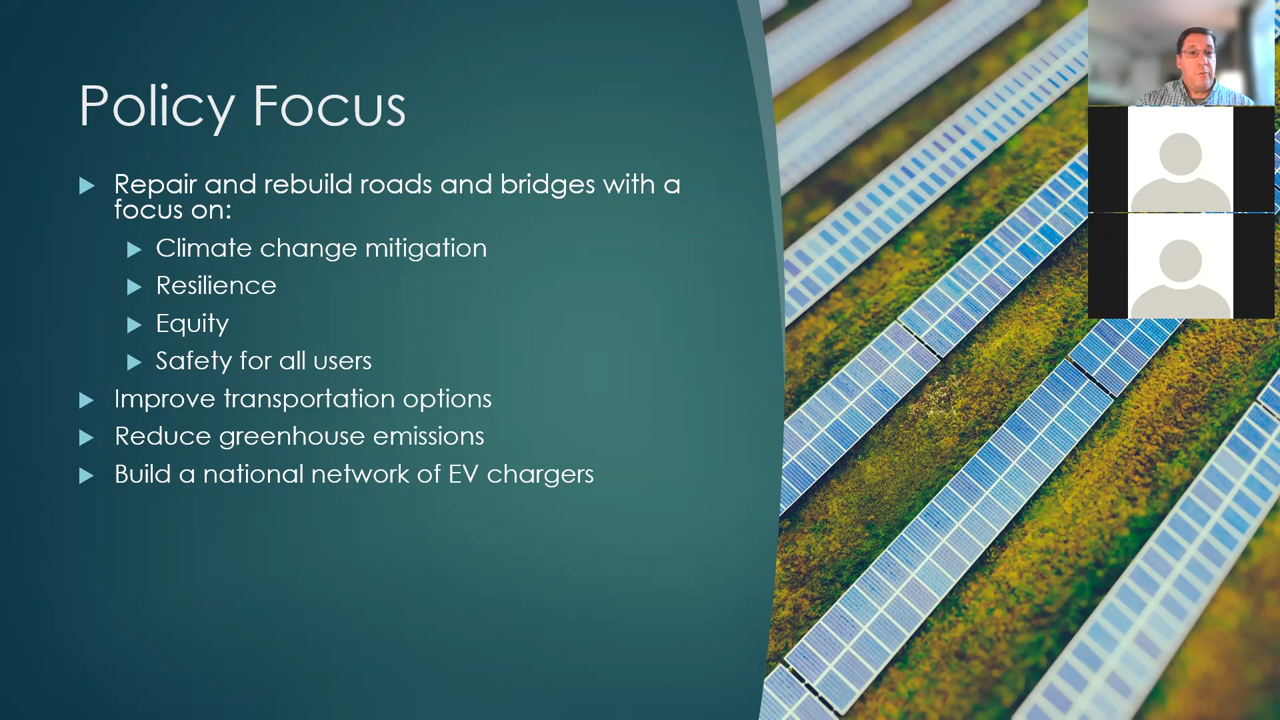 Policy Focus
Repair and rebuild roads and bridges with a
focus on:
Climate change mitigation
Resilience
Equity
Safety for all users
Improve transportation options
Reduce greenhouse emissions
Build a national network of EV chargers